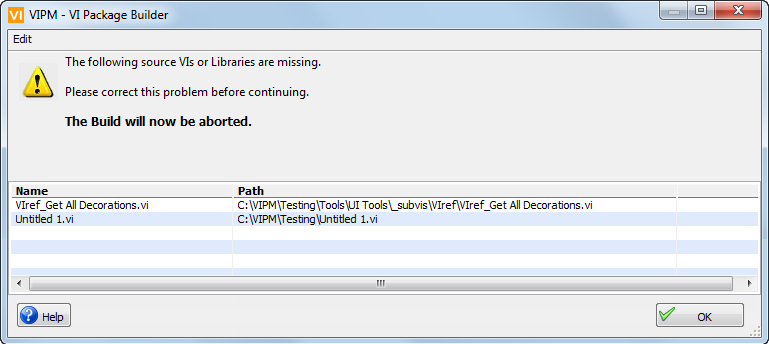 VI VIPM - VI Package Builder
Edit
The following source VIs or Libraries are missing.
Please correct this problem before continuing.
The Build will now be aborted.
Name Path
VIref_Get All Decorations.vi C:\VIPM\Testing\Tools\UI Tools\_subvis\VIref\VIref_Get All Decorations.vi
Untitled 1.vi C:\VIPM\Testing\Untitled 1.vi
? Help OK